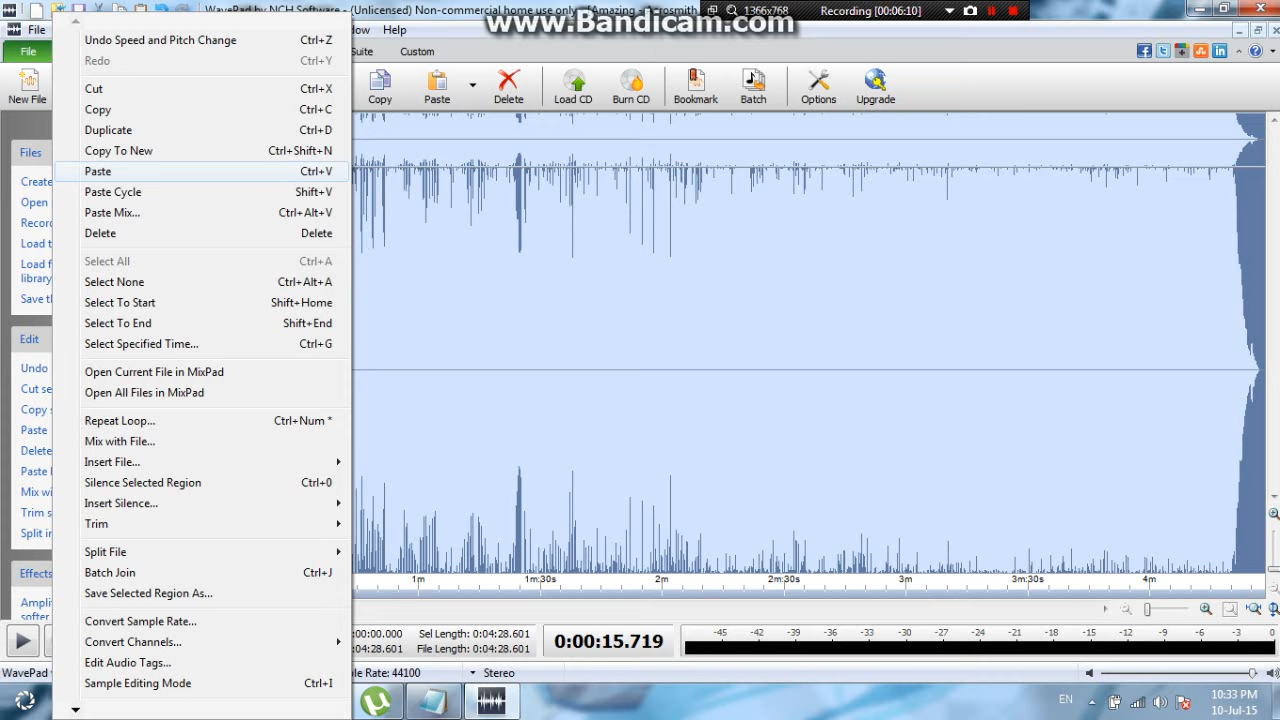 WavePad by NCH Software - (Unlicensed) Non-commercial home use only - [Amazing - Aerosmith
1366x768
Recording [00:06:10]
www.Bandicam.com
File
Help
File
Suite
Custom
New File
Copy
Paste
Delete
Load CD
Burn CD
Bookmark
Batch
Options
Upgrade
Undo Speed and Pitch Change Ctrl+Z
Redo Ctrl+Y
Cut Ctrl+X
Copy Ctrl+C
Duplicate Ctrl+D
Copy To New Ctrl+Shift+N
Paste Ctrl+V
Paste Cycle Shift+V
Paste Mix... Ctrl+Alt+V
Delete Delete
Select All Ctrl+A
Select None Ctrl+Alt+A
Select To Start Shift+Home
Select To End Shift+End
Select Specified Time... Ctrl+G
Open Current File in MixPad
Open All Files in MixPad
Repeat Loop... Ctrl+Num *
Mix with File...
Insert File...
Silence Selected Region Ctrl+0
Insert Silence...
Trim
Split File
Batch Join Ctrl+J
Save Selected Region As...
Convert Sample Rate...
Convert Channels...
Edit Audio Tags...
Sample Editing Mode Ctrl+I
Files
Create
Open
Record
Load t
Load f
library
Save th
Edit
Undo
Cut se
Copy s
Paste
Delete
Paste
Mix wi
Trim s
Split in
Effects
Ampli
softer
1m 1m:30s 2m 2m:30s 3m 3m:30s 4m
:00:00.000
:04:28.601
Sel Length: 0:04:28.601
File Length: 0:04:28.601
0:00:15.719
-45 -42 -39 -36 -33 -30 -27 -24 -21 -18 -15 -12 -9 -6 -3 0
WavePad
le Rate: 44100
Stereo
EN
10:33 PM
10-Jul-15